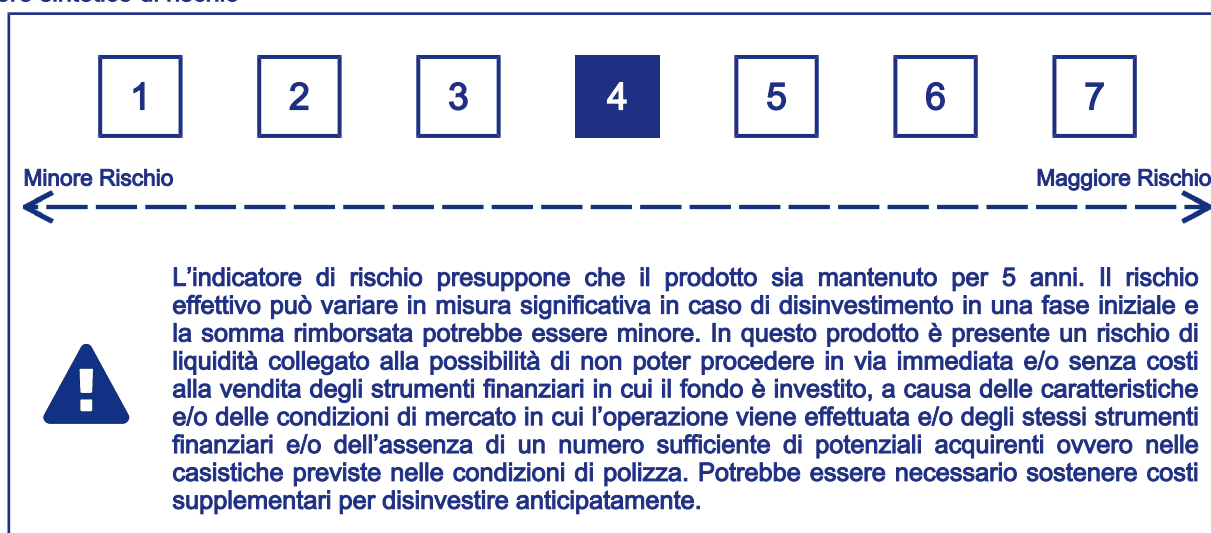 sintetico di rischio
1 2 3 4 5 6 7
Minore Rischio Maggiore Rischio
L'indicatore di rischio presuppone che il prodotto sia mantenuto per 5 anni. Il rischio
effettivo può variare in misura significativa in caso di disinvestimento in una fase iniziale e
la somma rimborsata potrebbe essere minore. In questo prodotto è presente un rischio di
liquidità collegato alla possibilità di non poter procedere in via immediata e/o senza costi
alla vendita degli strumenti finanziari in cui il fondo è investito, a causa delle caratteristiche
e/o delle condizioni di mercato in cui l'operazione viene effettuata e/o degli stessi strumenti
finanziari e/o dell'assenza di un numero sufficiente di potenziali acquirenti ovvero nelle
casistiche previste nelle condizioni di polizza. Potrebbe essere necessario sostenere costi
supplementari per disinvestire anticipatamente.